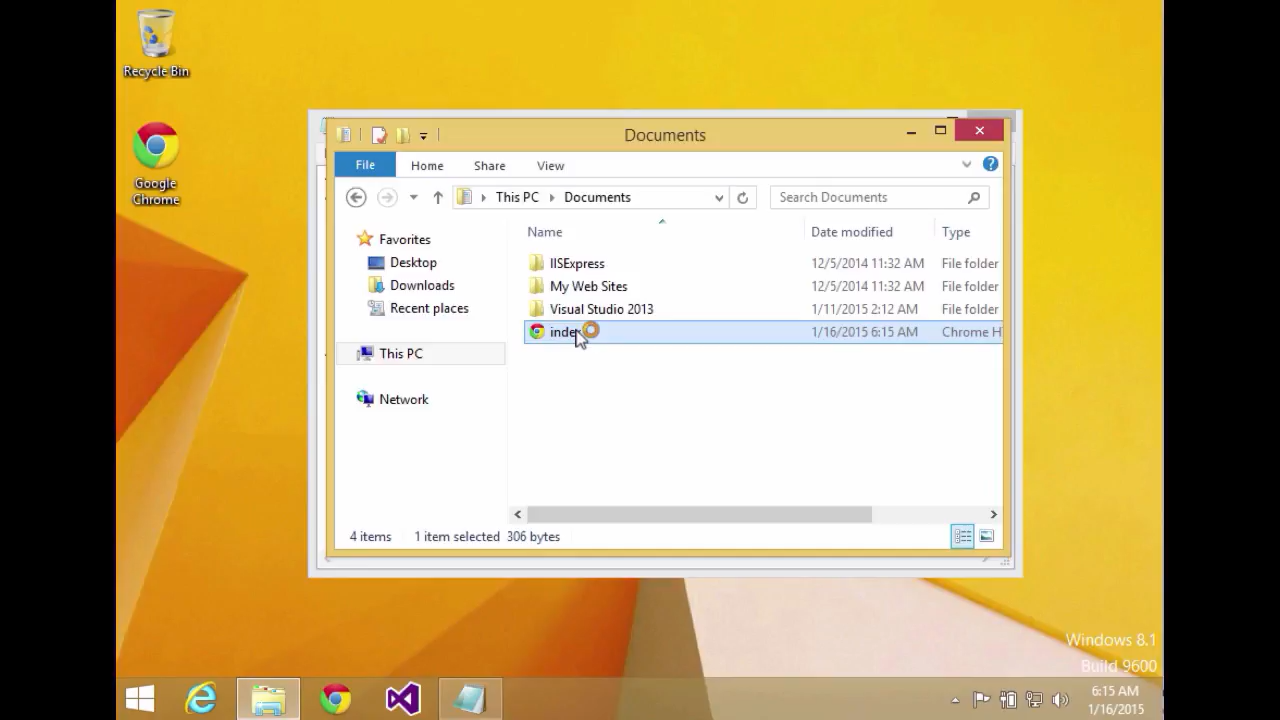 Recycle Bin
Google
Chrome
Documents
File Home Share View
This PC Documents Search Documents
Name Date modified Type
Favorites
Desktop
Downloads
Recent places
This PC
Network
IISExpress 12/5/2014 11:32 AM File folder
My Web Sites 12/5/2014 11:32 AM File folder
Visual Studio 2013 1/11/2015 2:12 AM File folder
1/16/2015 6:15 AM Chrome H
4 items 1 item selected 306 bytes
Windows 8.1
Build 9600
6:15 AM
1/16/2015